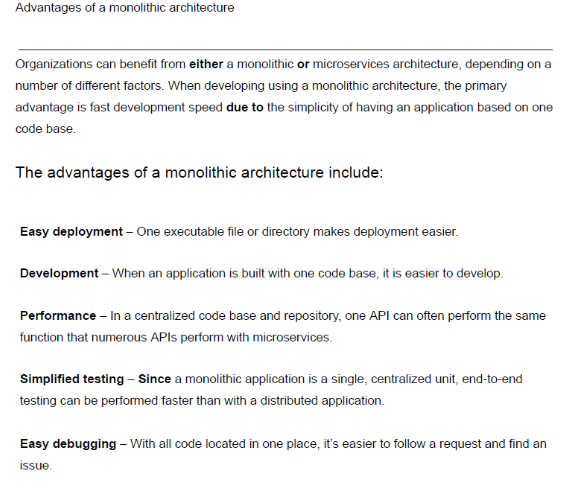 Advantages of a monolithic architecture
Organizations can benefit from either a monolithic or microservices architecture, depending on a
number of different factors. When developing using a monolithic architecture, the primary
advantage is fast development speed due to the simplicity of having an application based on one
code base.
The advantages of a monolithic architecture include:
Easy deployment – One executable file or directory makes deployment easier.
Development – When an application is built with one code base, it is easier to develop.
Performance – In a centralized code base and repository, one API can often perform the same
function that numerous APIs perform with microservices.
Simplified testing – Since a monolithic application is a single, centralized unit, end-to-end
testing can be performed faster than with a distributed application.
Easy debugging – With all code located in one place, it’s easier to follow a request and find an
issue.